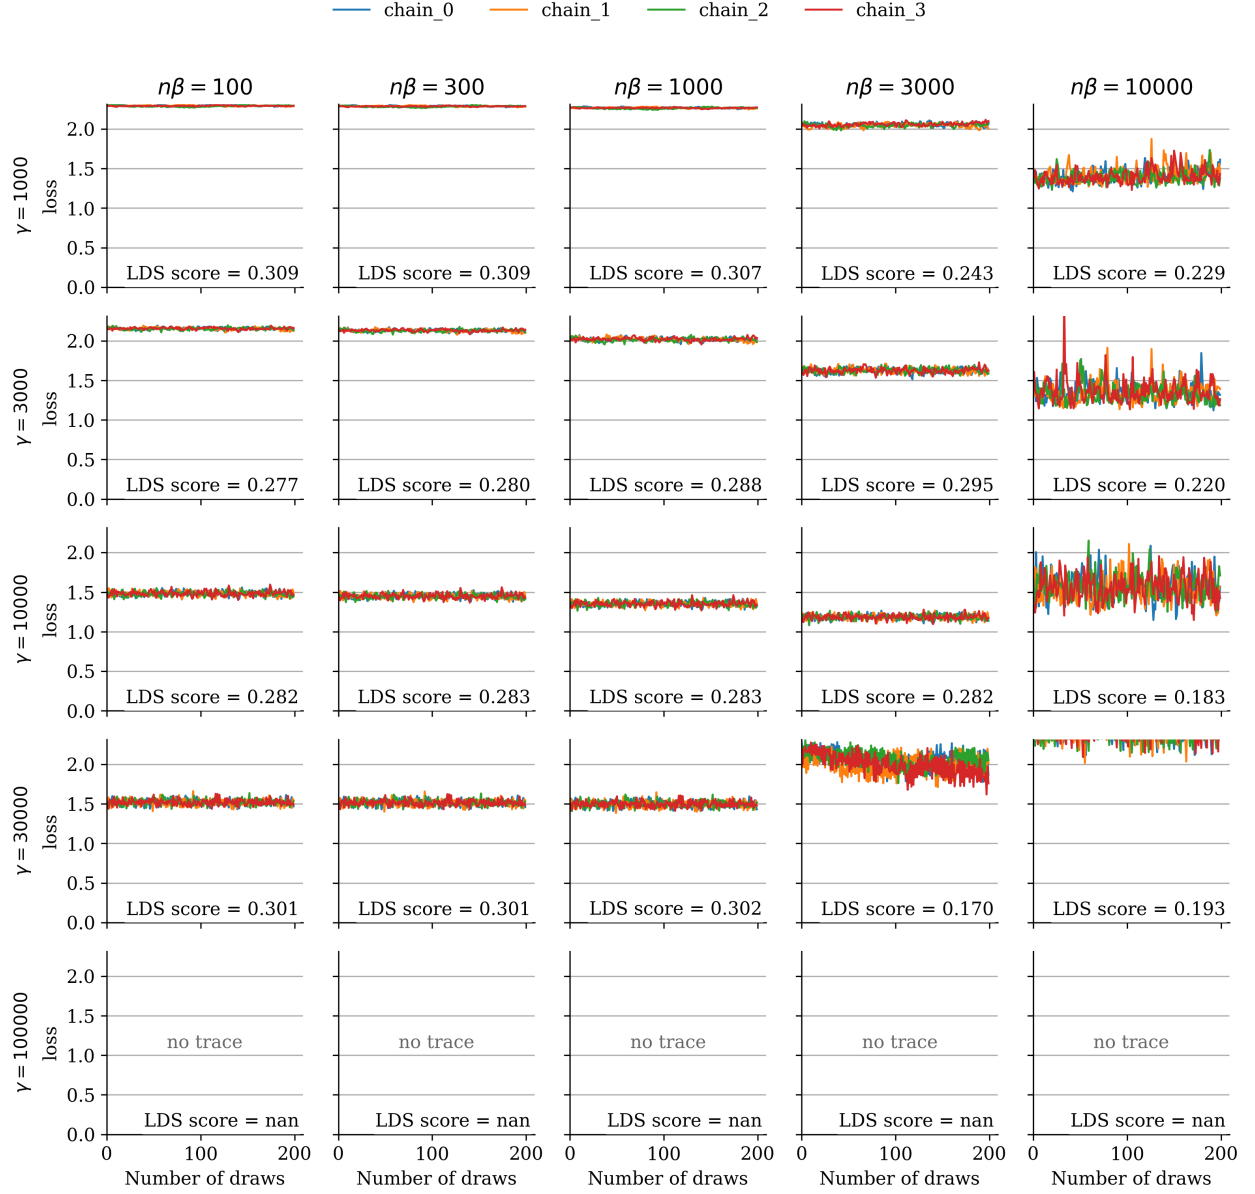 chain_0 chain_1 chain_2 chain_3
nβ = 100 nβ = 300 nβ = 1000 nβ = 3000 nβ = 10000
γ = 1000
loss
2.0
1.5
1.0
0.5
0.0
LDS score = 0.309 LDS score = 0.309 LDS score = 0.307 LDS score = 0.243 LDS score = 0.229
γ = 3000
loss
2.0
1.5
1.0
0.5
0.0
LDS score = 0.277 LDS score = 0.280 LDS score = 0.288 LDS score = 0.295 LDS score = 0.220
γ = 10000
loss
2.0
1.5
1.0
0.5
0.0
LDS score = 0.282 LDS score = 0.283 LDS score = 0.283 LDS score = 0.282 LDS score = 0.183
γ = 30000
loss
2.0
1.5
1.0
0.5
0.0
LDS score = 0.301 LDS score = 0.301 LDS score = 0.302 LDS score = 0.170 LDS score = 0.193
γ = 100000
loss
2.0
1.5
1.0
0.5
0.0
no trace no trace no trace no trace no trace
LDS score = nan LDS score = nan LDS score = nan LDS score = nan LDS score = nan
0 100 200 0 100 200 0 100 200 0 100 200 0 100 200
Number of draws Number of draws Number of draws Number of draws Number of draws